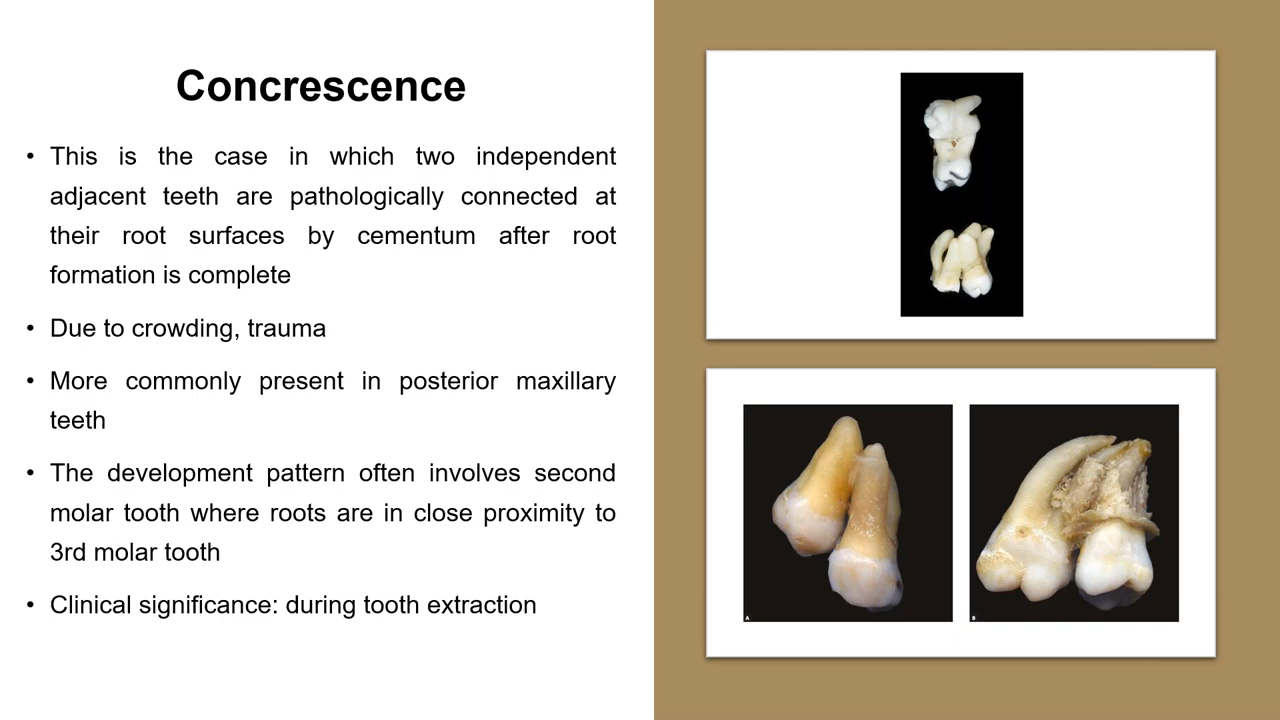 Concrescence
• This is the case in which two independent
adjacent teeth are pathologically connected at
their root surfaces by cementum after root
formation is complete
• Due to crowding, trauma
• More commonly present in posterior maxillary
teeth
• The development pattern often involves second
molar tooth where roots are in close proximity to
3rd molar tooth
• Clinical significance: during tooth extraction
A
B